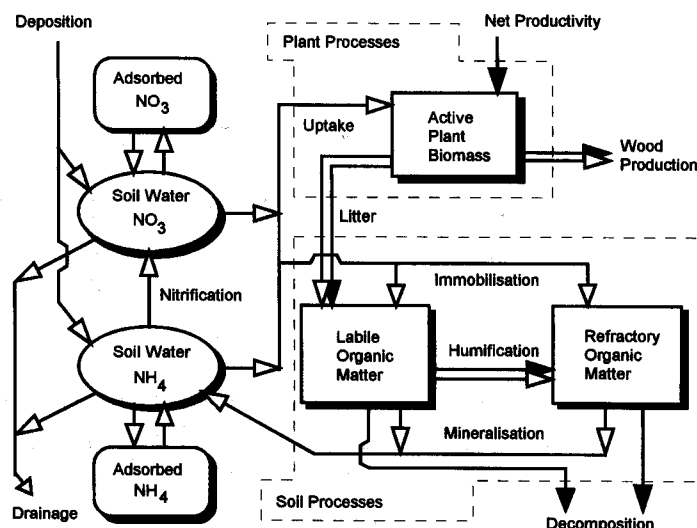 Deposition
Net Productivity
Plant Processes
Adsorbed
NO3
Active
Plant
Biomass
Uptake
Wood
Production
Soil Water
NO3
Litter
Nitrification
Immobilisation
Soil Water
NH4
Labile
Organic
Matter
Humification
Refractory
Organic
Matter
Mineralisation
Adsorbed
NH4
Drainage
Soil Processes
Decomposition